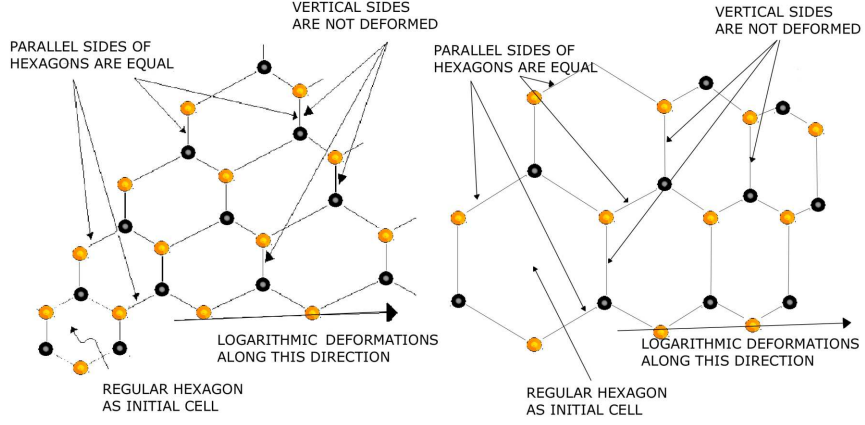 VERTICAL SIDES
ARE NOT DEFORMED
PARALLEL SIDES OF
HEXAGONS ARE EQUAL
LOGARITHMIC DEFORMATIONS
ALONG THIS DIRECTION
REGULAR HEXAGON
AS INITIAL CELL
VERTICAL SIDES
ARE NOT DEFORMED
PARALLEL SIDES OF
HEXAGONS ARE EQUAL
LOGARITHMIC DEFORMATIONS
ALONG THIS DIRECTION
REGULAR HEXAGON
AS INITIAL CELL